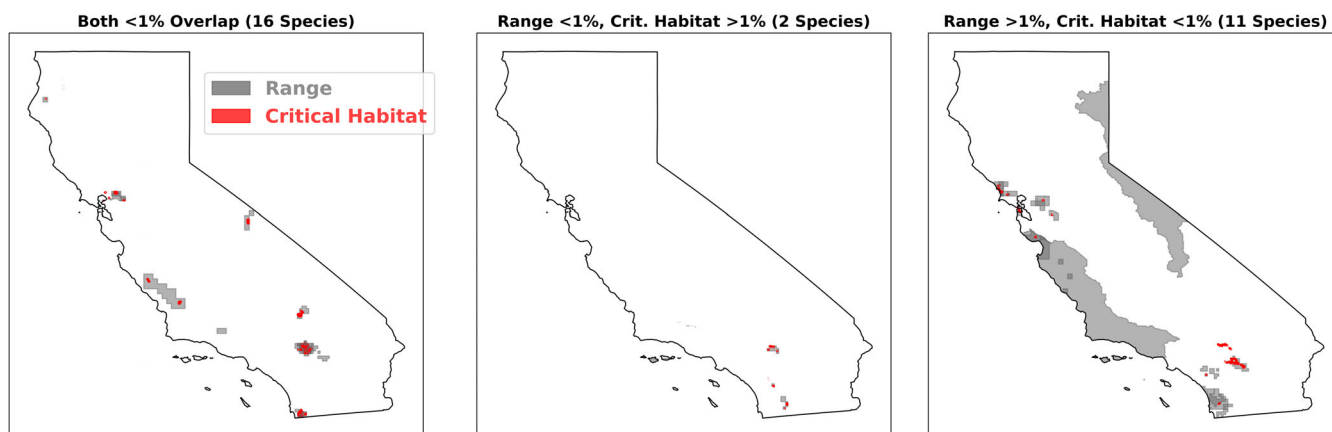 Both <1% Overlap (16 Species)
Range <1%, Crit. Habitat >1% (2 Species)
Range >1%, Crit. Habitat <1% (11 Species)
Range
Critical Habitat